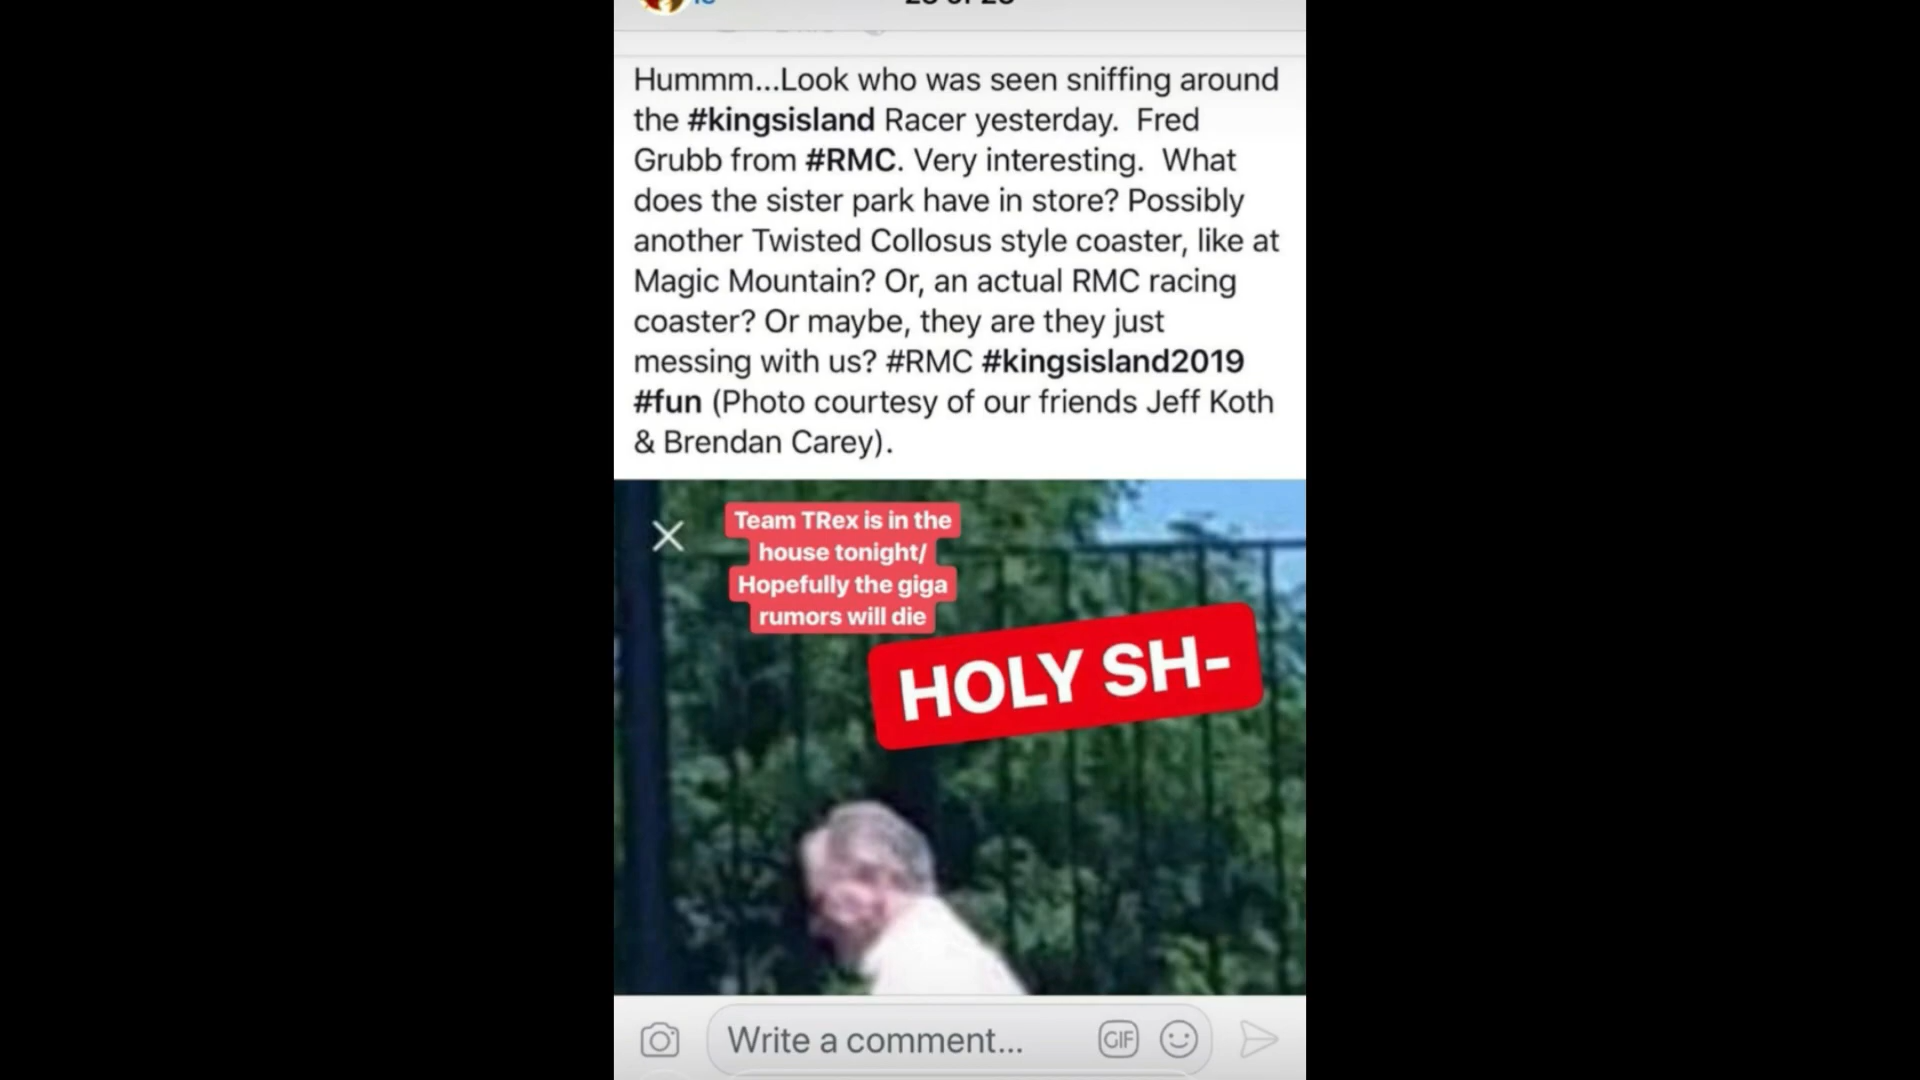 Hummm...Look who was seen sniffing around
the #kingsisland Racer yesterday.  Fred
Grubb from #RMC. Very interesting.  What
does the sister park have in store? Possibly
another Twisted Collosus style coaster, like at
Magic Mountain? Or, an actual RMC racing
coaster? Or maybe, they are they just
messing with us? #RMC #kingsisland2019
#fun (Photo courtesy of our friends Jeff Koth
& Brendan Carey).
Team TRex is in the
house tonight/
Hopefully the giga
rumors will die
HOLY SH-
Write a comment...
GIF